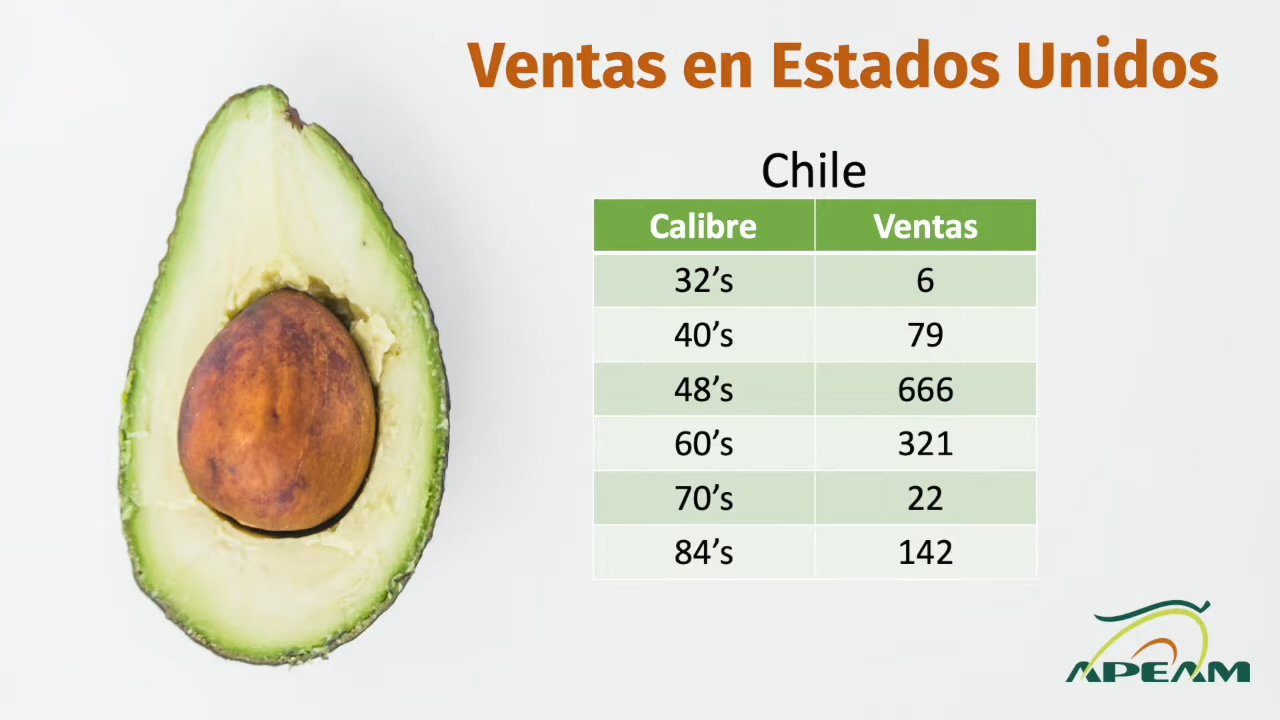 Ventas en Estados Unidos
Chile
Calibre Ventas
32’s 6
40’s 79
48’s 666
60’s 321
70’s 22
84’s 142
APEAM